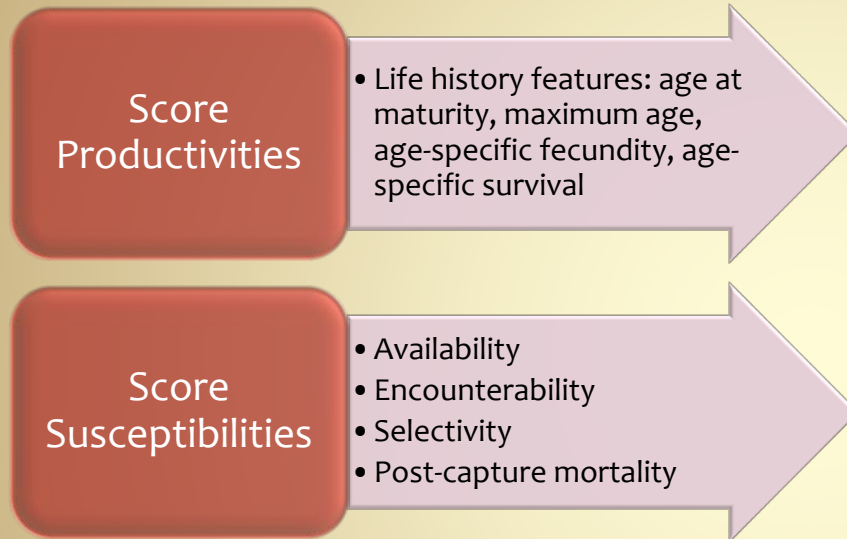 Score
Productivities
• Life history features: age at
maturity, maximum age,
age-specific fecundity, age-
specific survival
Score
Susceptibilities
• Availability
• Encounterability
• Selectivity
• Post-capture mortality